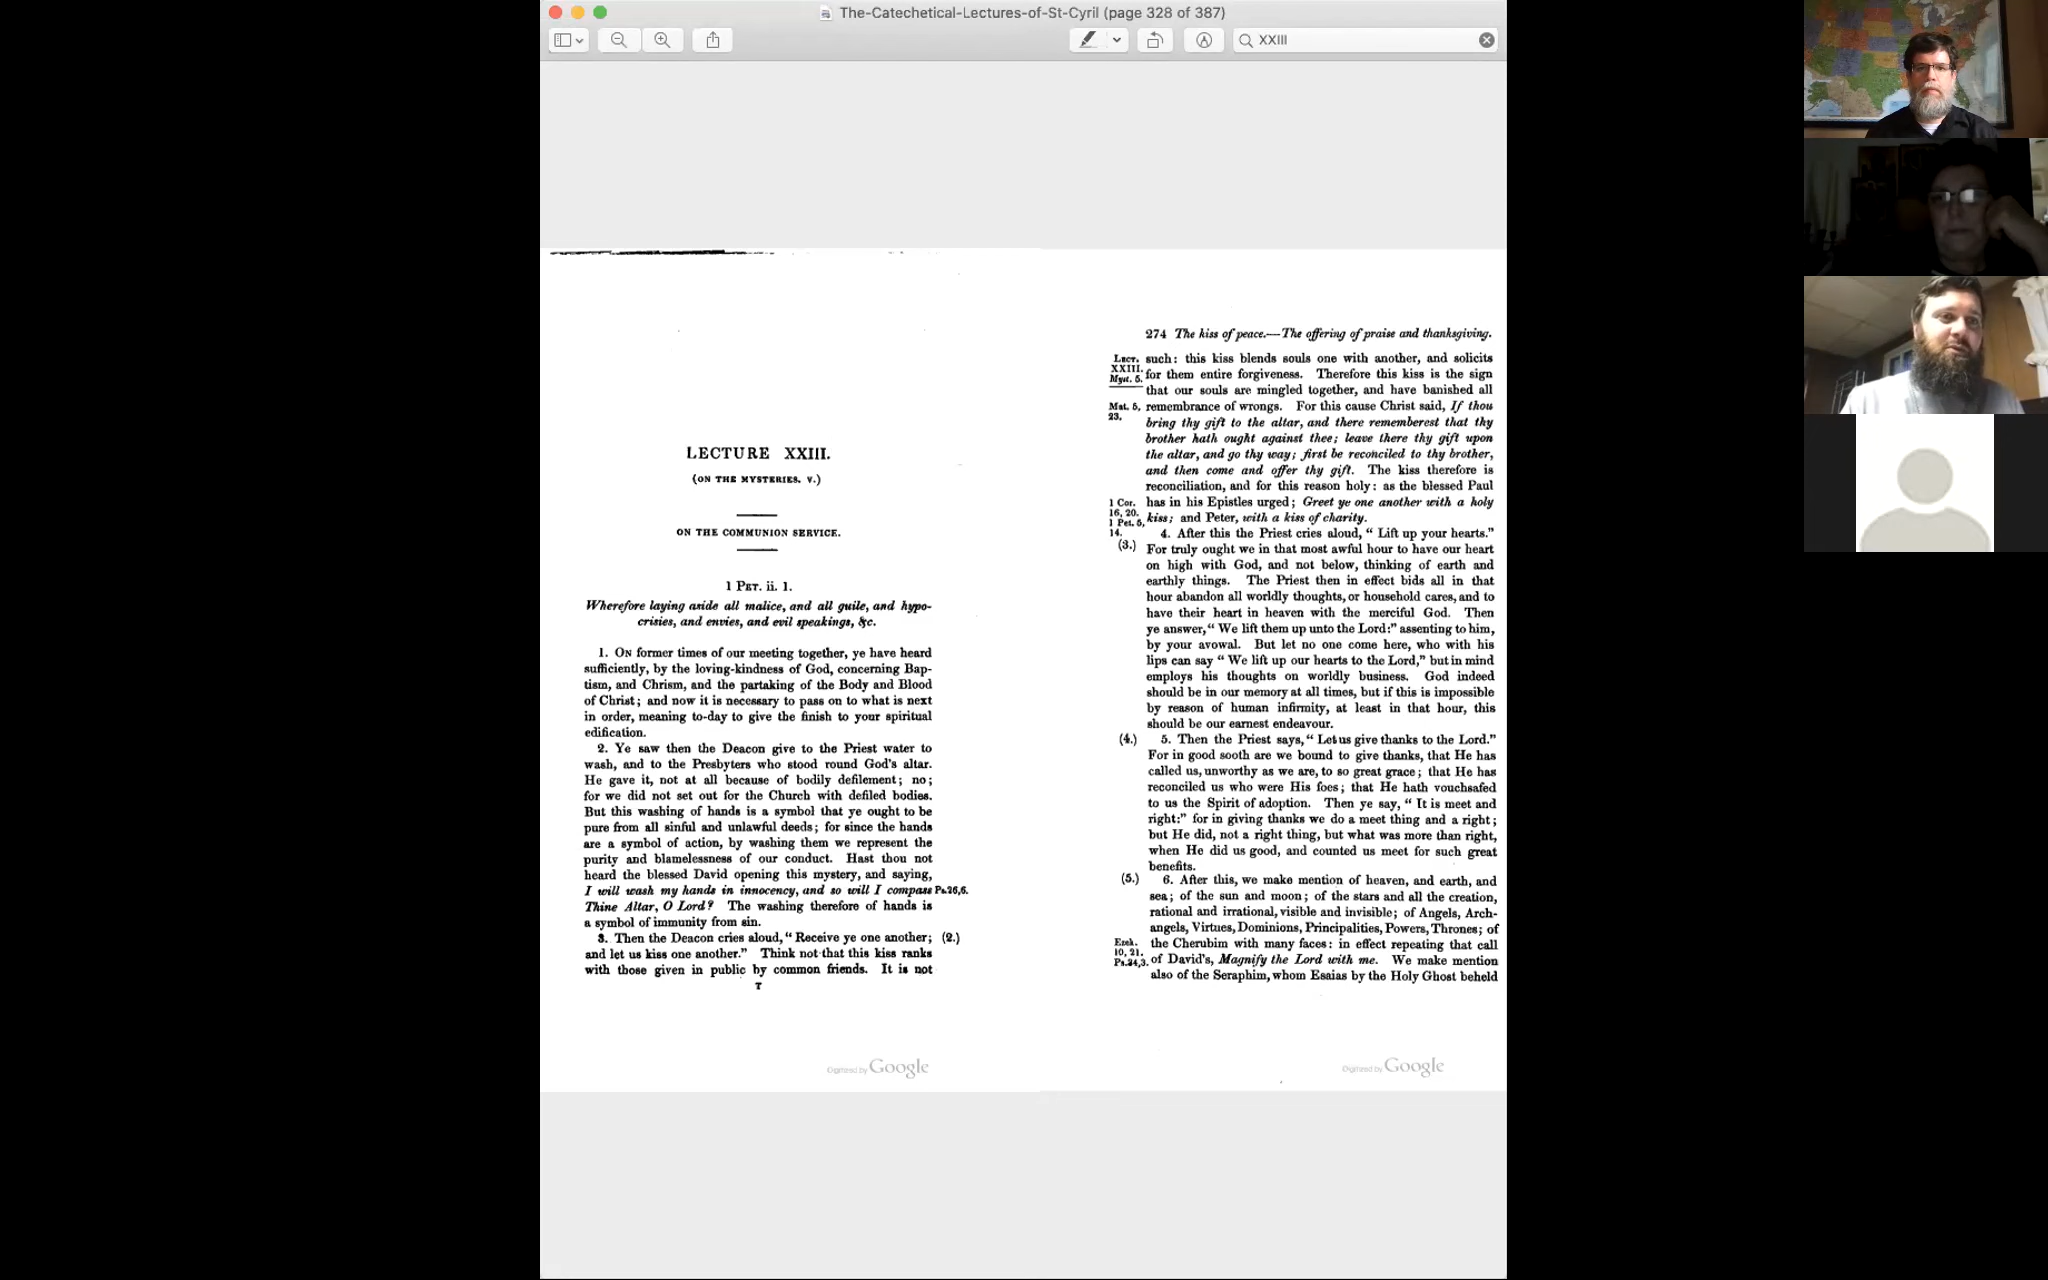 The-Catechetical-Lectures-of-St-Cyril (page 328 of 387)
XXIII
LECTURE XXIII.
(ON THE MYSTERIES. V.)
ON THE COMMUNION SERVICE.
1 PET. ii. 1.
Wherefore laying aside all malice, and all guile, and hypo-
crisies, and envies, and evil speakings, &c.
1. ON former times of our meeting together, ye have heard
sufficiently, by the loving-kindness of God, concerning Bap-
tism, and Chrism, and the partaking of the Body and Blood
of Christ; and now it is necessary to pass on to what is next
in order, meaning to-day to give the finish to your spiritual
edification.
2. Ye saw then the Deacon give to the Priest water to
wash, and to the Presbyters who stood round God's altar.
He gave it, not at all because of bodily defilement; no;
for we did not set out for the Church with defiled bodies.
But this washing of hands is a symbol that ye ought to be
pure from all sinful and unlawful deeds; for since the hands
are a symbol of action, by washing them we represent the
purity and blamelessness of our conduct. Hast thou not
heard the blessed David opening this mystery, and saying,
I will wash my hands in innocency, and so will I compass Ps.26,6.
Thine Altar, O Lord? The washing therefore of hands is
a symbol of immunity from sin.
3. Then the Deacon cries aloud, “Receive ye one another; (2.)
and let us kiss one another.” Think not that this kiss ranks
with those given in public by common friends. It is not
T
Digitized by Google
274 The kiss of peace.—The offering of praise and thanksgiving.
LECT. such: this kiss blends souls one with another, and solicits
XXIII. for them entire forgiveness. Therefore this kiss is the sign
Myst. 5. that our souls are mingled together, and have banished all
Mat. 5, remembrance of wrongs. For this cause Christ said, If thou
23. bring thy gift to the altar, and there rememberest that thy
brother hath ought against thee; leave there thy gift upon
the altar, and go thy way; first be reconciled to thy brother,
and then come and offer thy gift. The kiss therefore is
reconciliation, and for this reason holy: as the blessed Paul
1 Cor. has in his Epistles urged; Greet ye one another with a holy
16, 20.
1 Pet. 5, kiss; and Peter, with a kiss of charity.
14. 4. After this the Priest cries aloud, “Lift up your hearts.”
(3.) For truly ought we in that most awful hour to have our heart
on high with God, and not below, thinking of earth and
earthly things. The Priest then in effect bids all in that
hour abandon all worldly thoughts, or household cares, and to
have their heart in heaven with the merciful God. Then
ye answer, “We lift them up unto the Lord:” assenting to him,
by your avowal. But let no one come here, who with his
lips can say “We lift up our hearts to the Lord,” but in mind
employs his thoughts on worldly business. God indeed
should be in our memory at all times, but if this is impossible
by reason of human infirmity, at least in that hour, this
should be our earnest endeavour.
(4.) 5. Then the Priest says, “Let us give thanks to the Lord.”
For in good sooth are we bound to give thanks, that He has
called us, unworthy as we are, to so great grace; that He has
reconciled us who were His foes; that He hath vouchsafed
to us the Spirit of adoption. Then ye say, “It is meet and
right:” for in giving thanks we do a meet thing and a right;
but He did, not a right thing, but what was more than right,
when He did us good, and counted us meet for such great
benefits.
(5.) 6. After this, we make mention of heaven, and earth, and
sea; of the sun and moon; of the stars and all the creation,
rational and irrational, visible and invisible; of Angels, Arch-
angels, Virtues, Dominions, Principalities, Powers, Thrones; of
Ezek. the Cherubim with many faces: in effect repeating that call
10, 21.
Ps.34,3. of David's, Magnify the Lord with me. We make mention
also of the Seraphim, whom Esaias by the Holy Ghost beheld
Digitized by Google